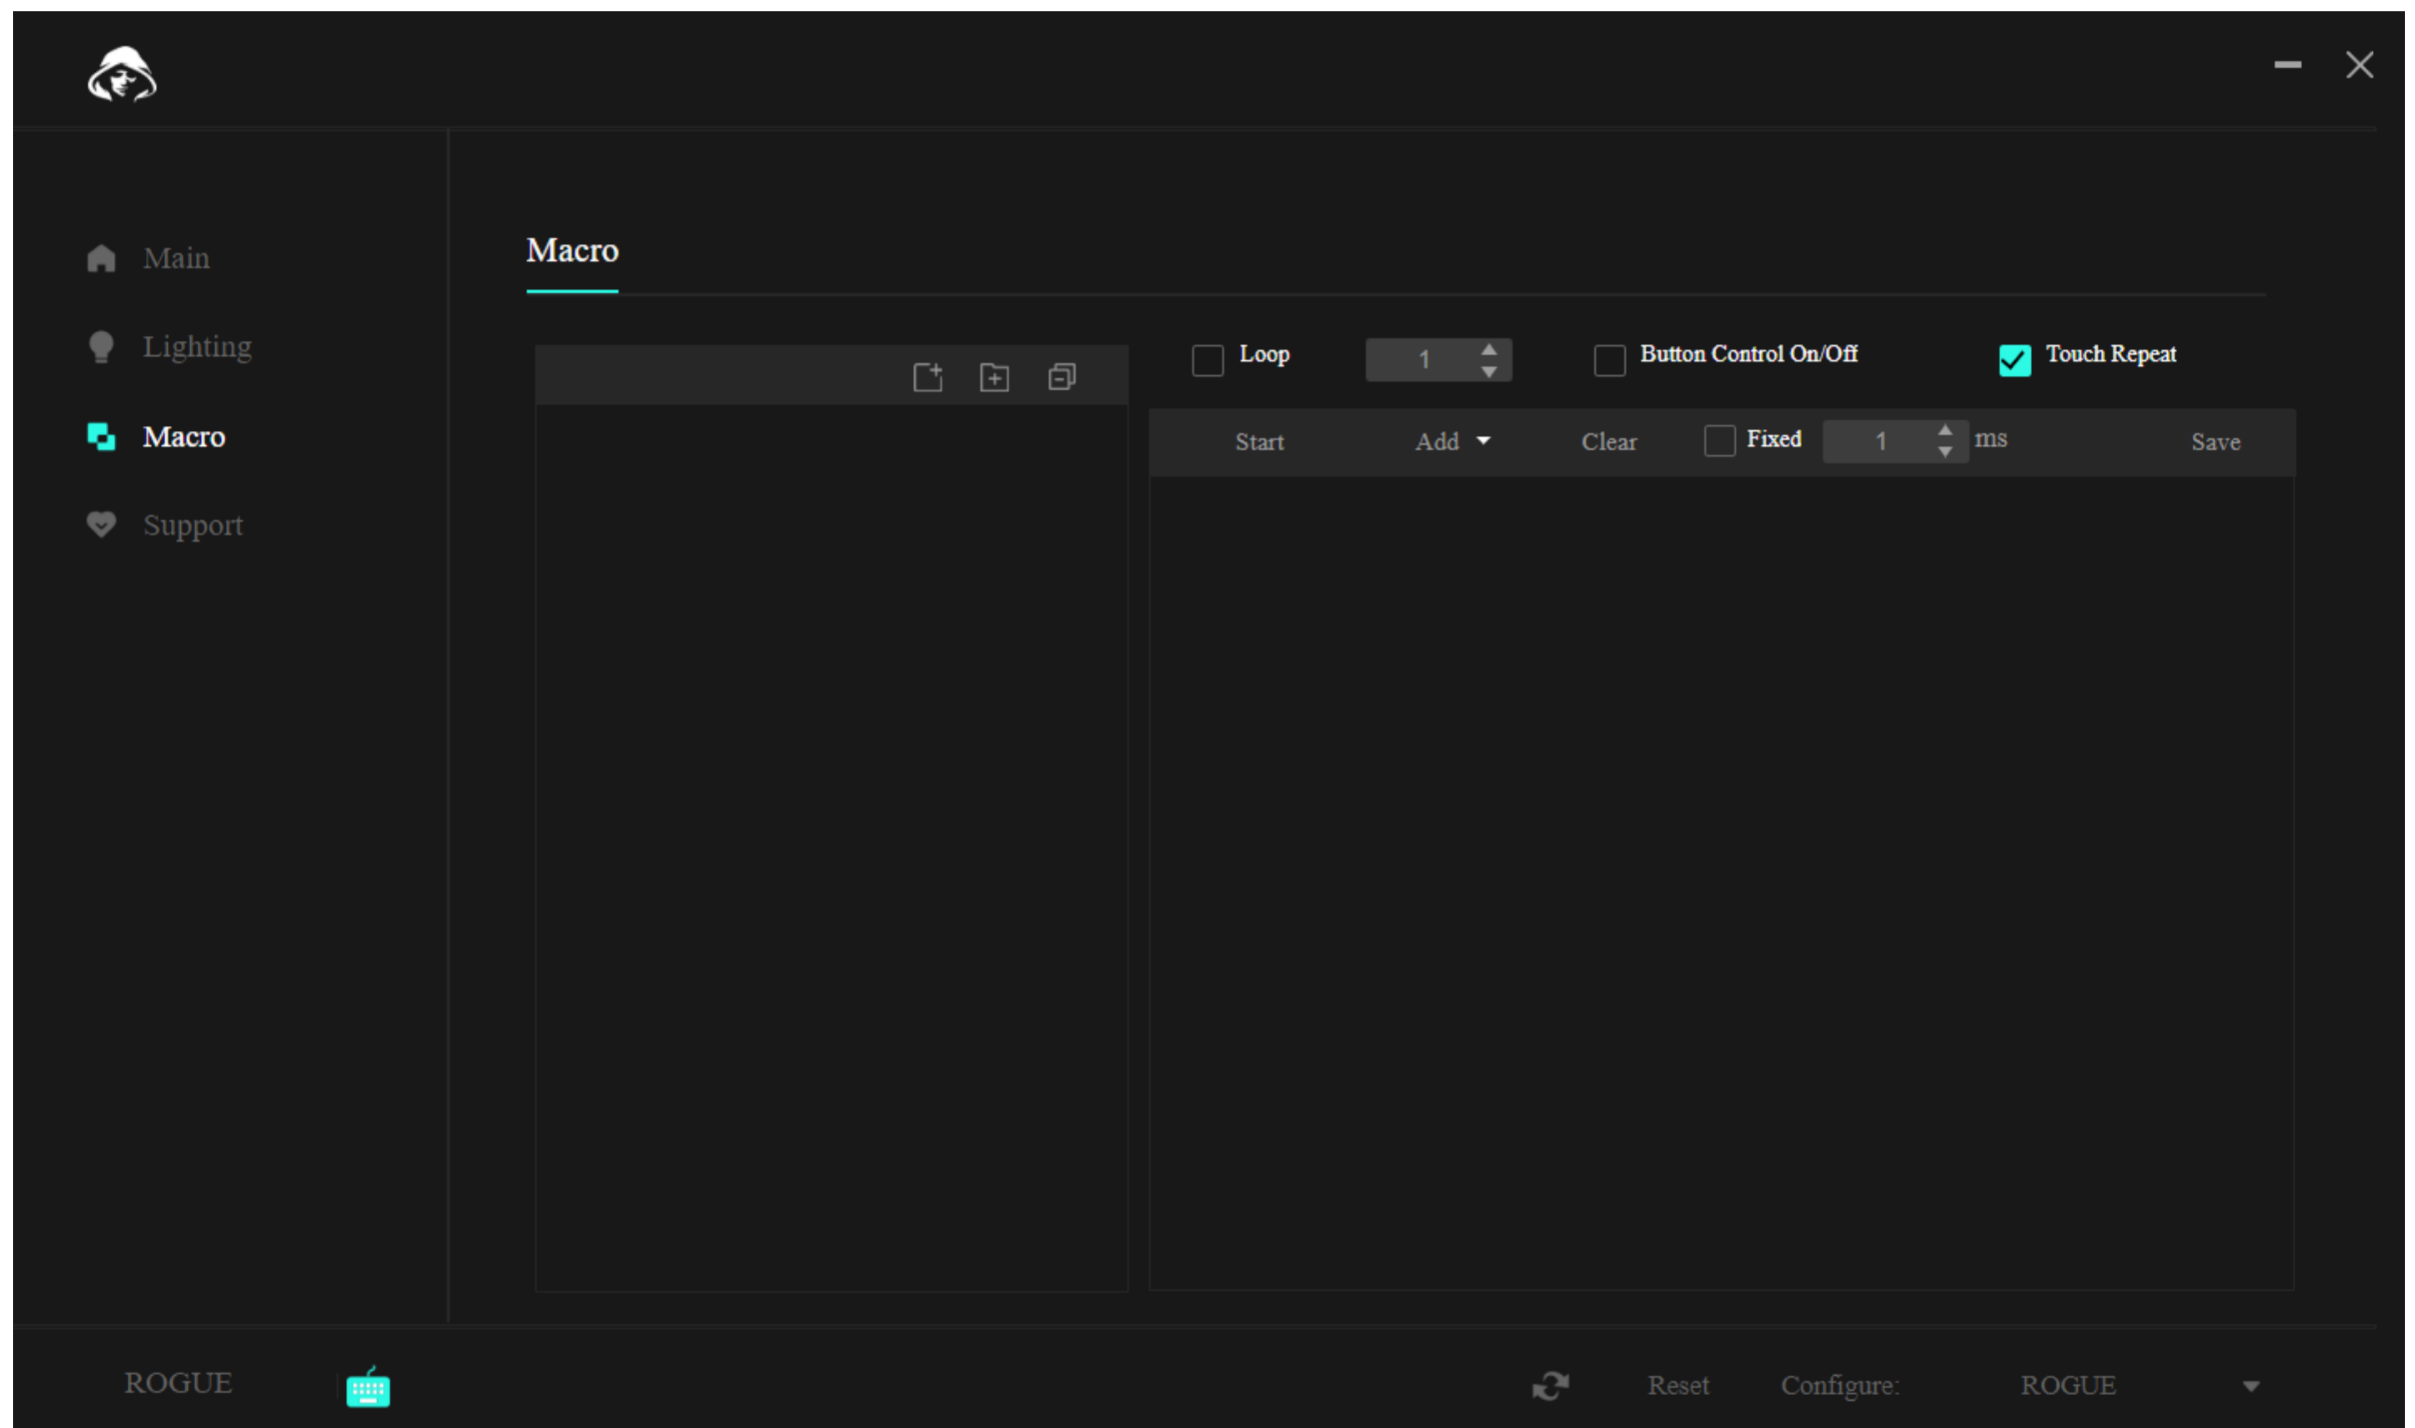 Main
Lighting
Macro
Support
Macro
Loop 1 Button Control On/Off Touch Repeat
Start Add Clear Fixed 1 ms Save
ROGUE Reset Configure: ROGUE